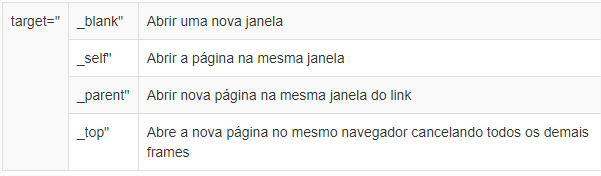 target=" _blank" Abrir uma nova janela
_self" Abrir a página na mesma janela
_parent" Abrir nova página na mesma janela do link
_top" Abre a nova página no mesmo navegador cancelando todos os demais
frames